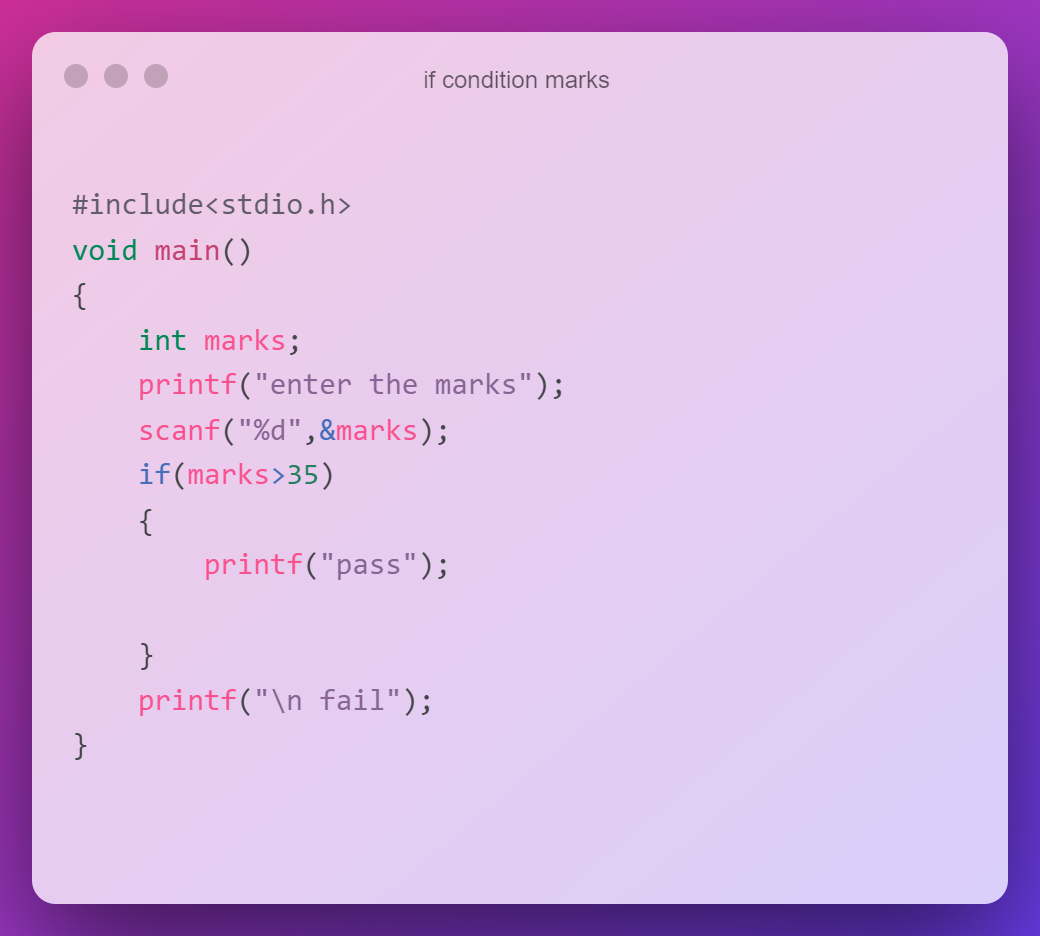 if condition marks
#include<stdio.h>
void main()
{
    int marks;
    printf("enter the marks");
    scanf("%d",&marks);
    if(marks>35)
    {
        printf("pass");
    }
    printf("\n fail");
}